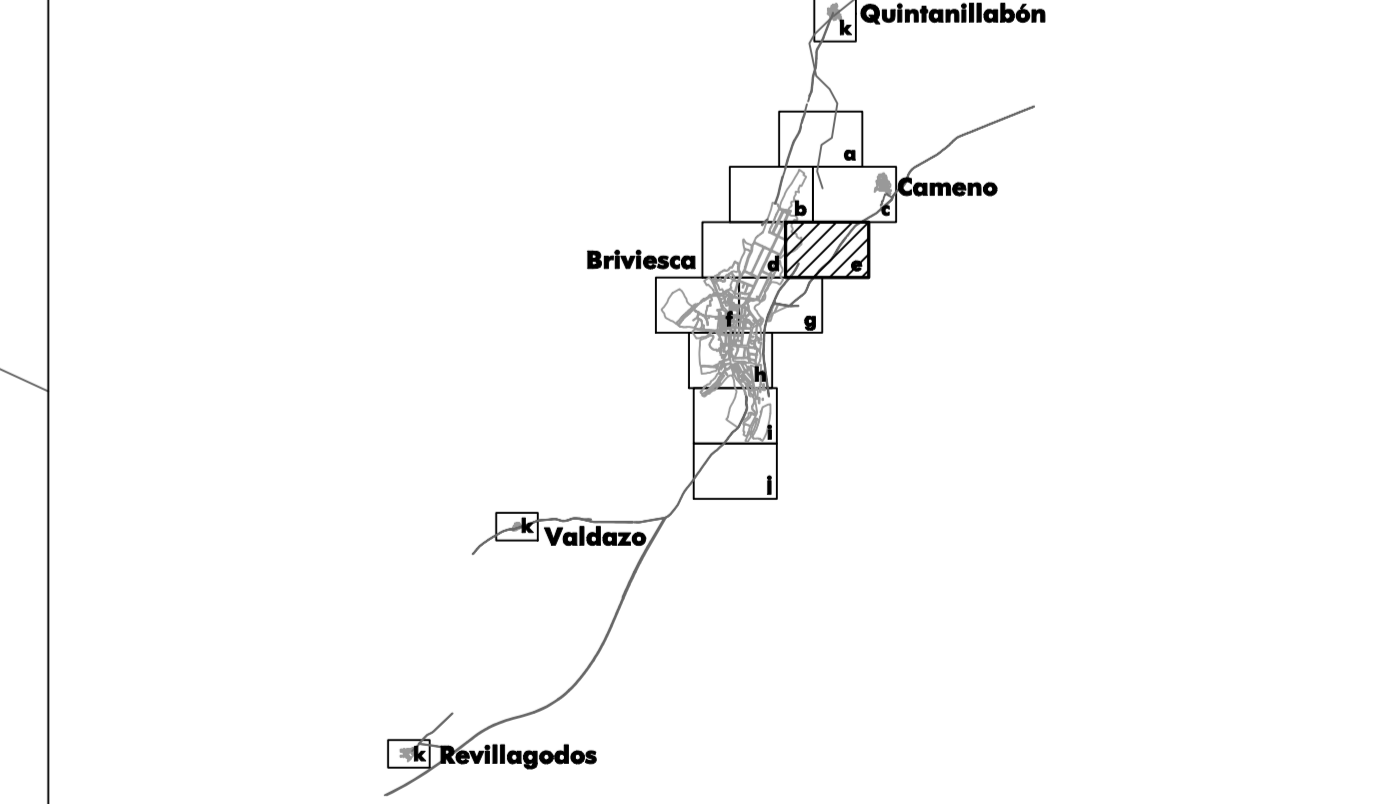 Quintanillabón
k
a
Cameno
b
c
Briviesca
d
e
f
g
h
i
j
k
Valdazo
k
Revillagodos